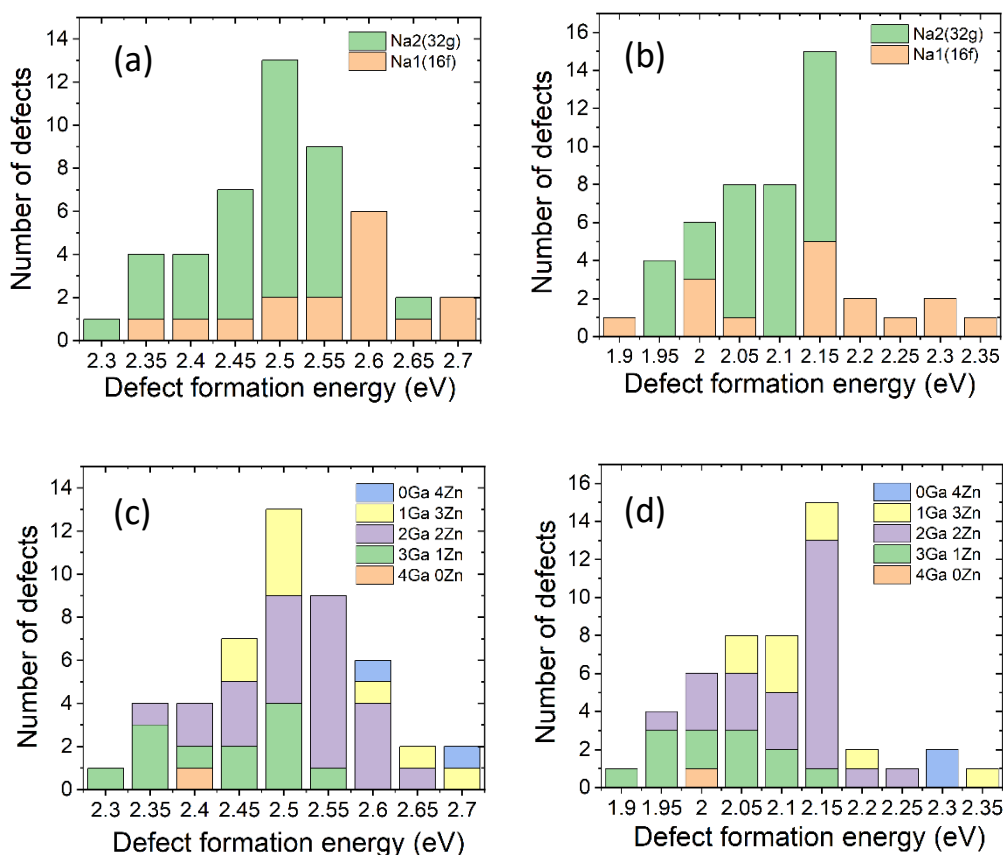 (a)
Na2(32g)
Na1(16f)
Number of defects
14
12
10
8
6
4
2
0
2.3 2.35 2.4 2.45 2.5 2.55 2.6 2.65 2.7
Defect formation energy (eV)
(b)
Na2(32g)
Na1(16f)
Number of defects
16
14
12
10
8
6
4
2
0
1.9 1.95 2 2.05 2.1 2.15 2.2 2.25 2.3 2.35
Defect formation energy (eV)
(c)
0Ga 4Zn
1Ga 3Zn
2Ga 2Zn
3Ga 1Zn
4Ga 0Zn
Number of defects
14
12
10
8
6
4
2
0
2.3 2.35 2.4 2.45 2.5 2.55 2.6 2.65 2.7
Defect formation energy (eV)
(d)
0Ga 4Zn
1Ga 3Zn
2Ga 2Zn
3Ga 1Zn
4Ga 0Zn
Number of defects
16
14
12
10
8
6
4
2
0
1.9 1.95 2 2.05 2.1 2.15 2.2 2.25 2.3 2.35
Defect formation energy (eV)